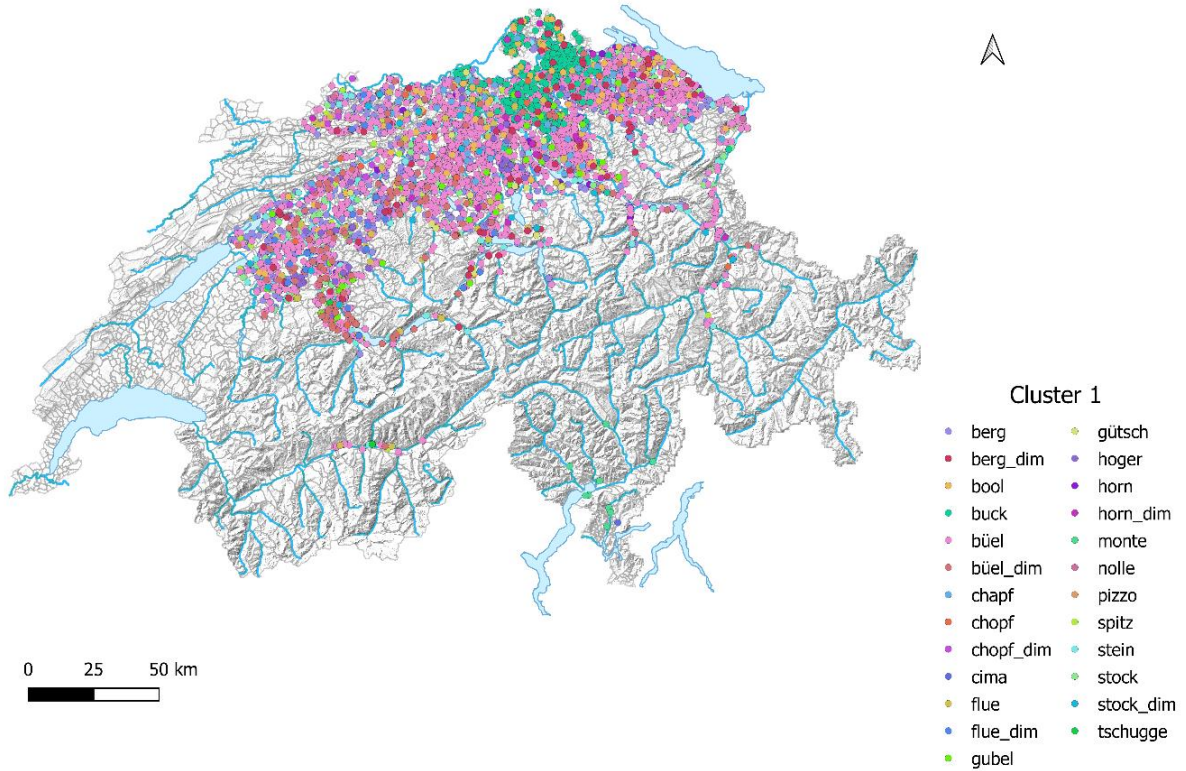 Cluster 1
berg gütsch
berg_dim hoger
bool horn
buck horn_dim
büel monte
büel_dim nolle
chapf pizzo
chopf spitz
chopf_dim stein
cima stock
flue stock_dim
flue_dim tschugge
gubel
0 25 50 km